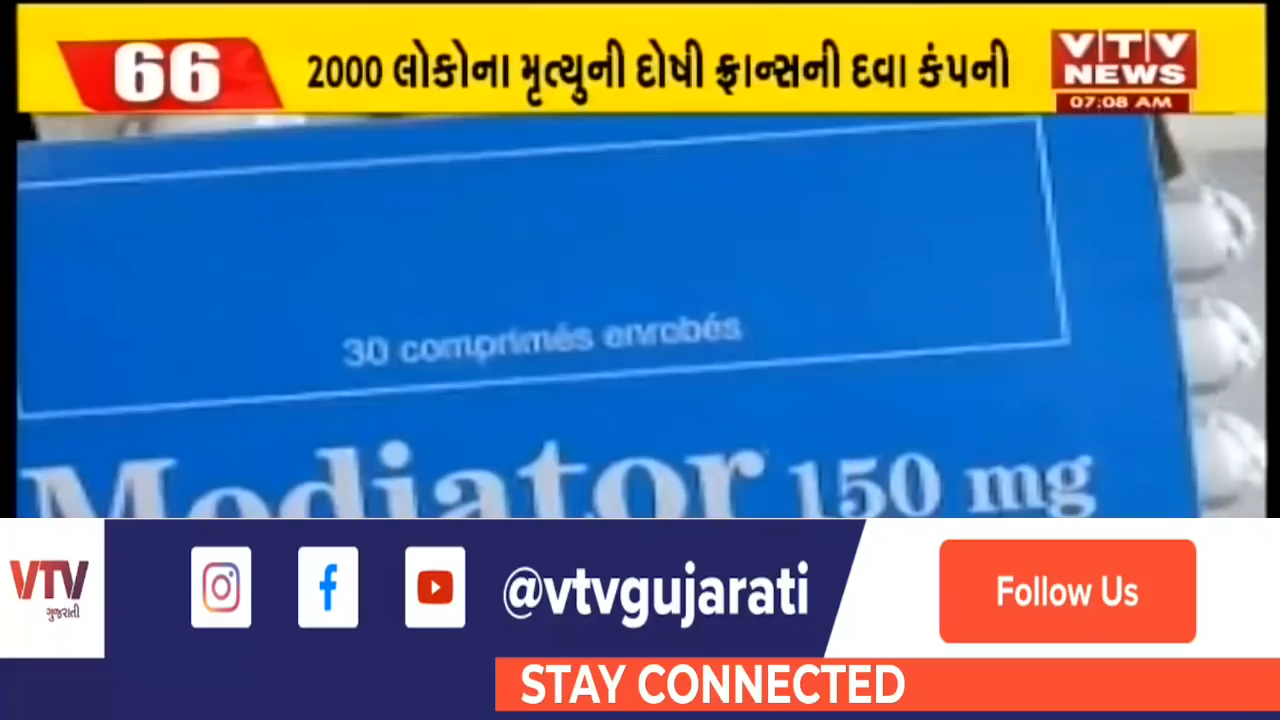 66
2000 લોકોના મૃત્યુની દોષી ફ્રાન્સની દવા કંપની
VTV
NEWS
07:08 AM
30 comprimés enrobés
Mediator 150 mg
VTV
ગુજરાતી
@vtvgujarati
Follow Us
STAY CONNECTED